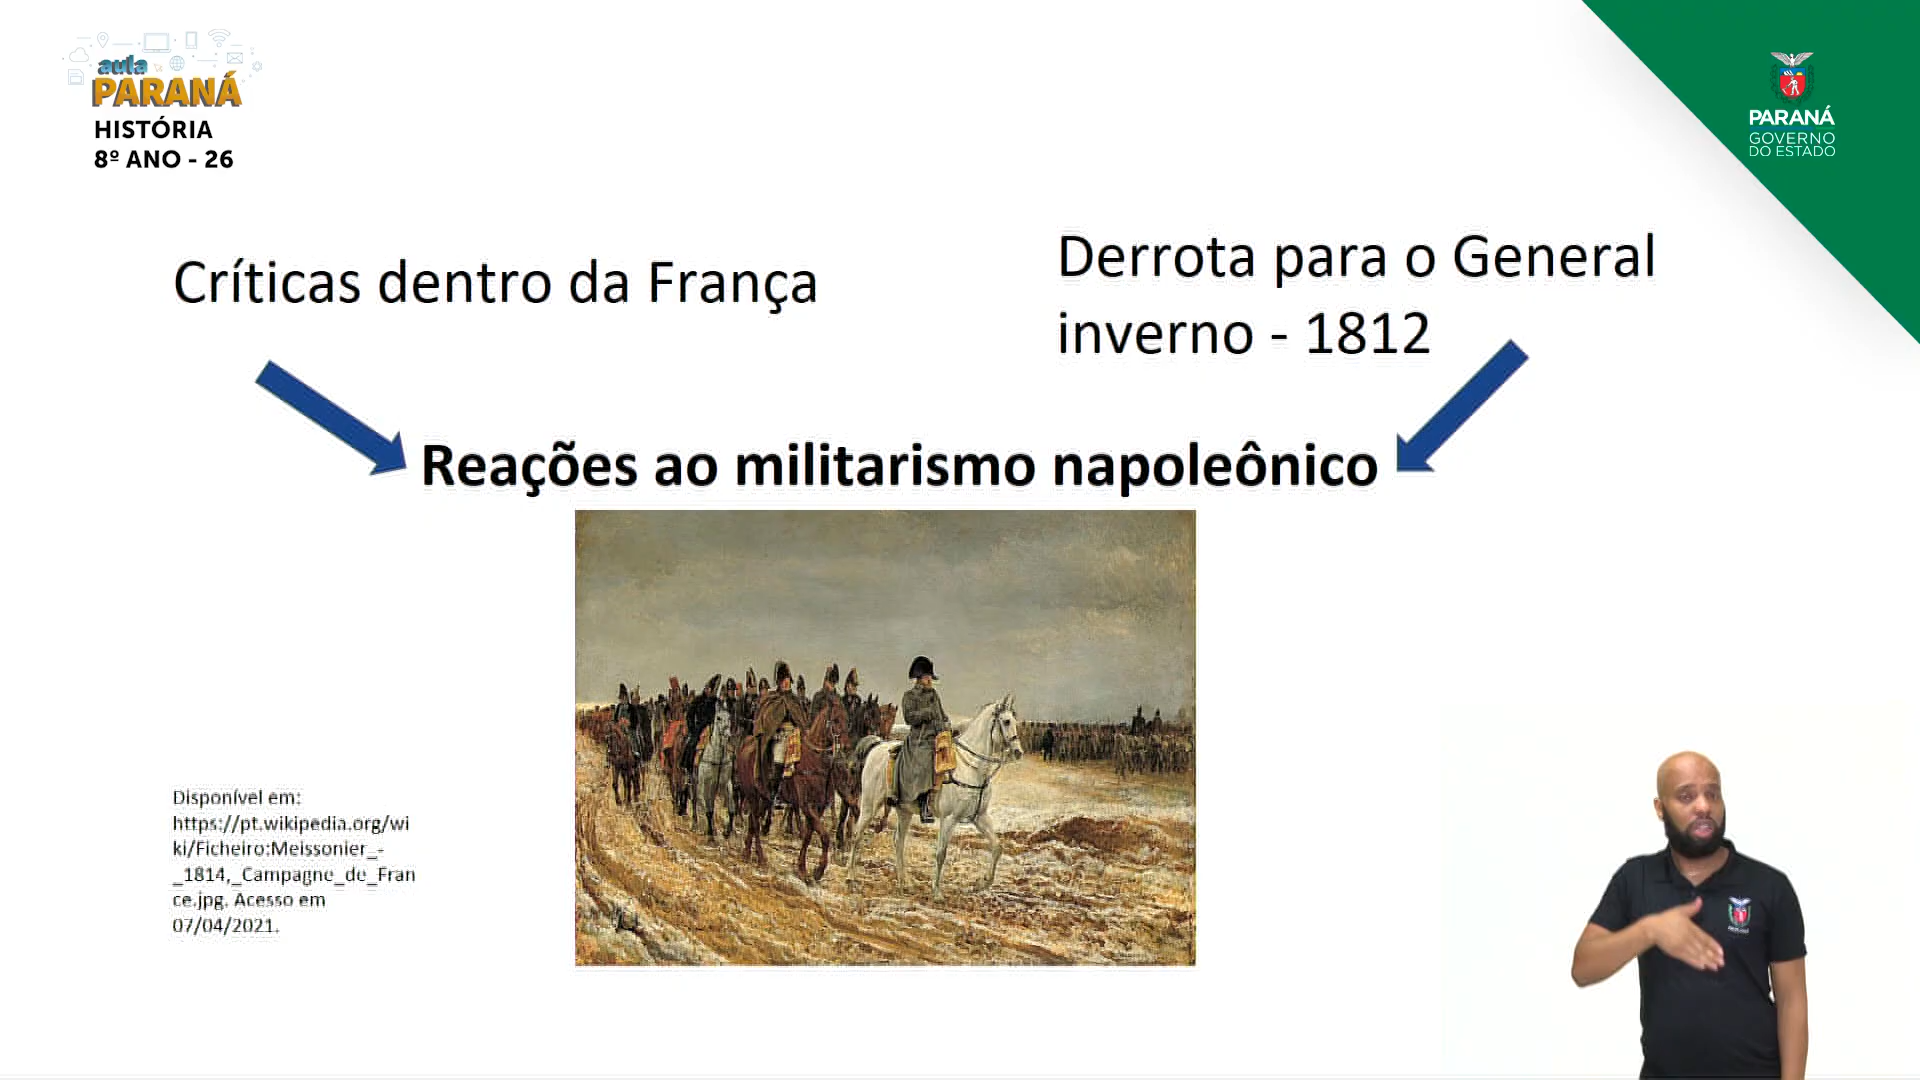 aula
PARANÁ
HISTÓRIA
8º ANO - 26
PARANÁ
GOVERNO
DO ESTADO
Críticas dentro da França
Derrota para o General
inverno - 1812
Reações ao militarismo napoleônico
Disponível em:
https://pt.wikipedia.org/wi
ki/Ficheiro:Meissonier_-
_1814,_Campagne_de_Fran
ce.jpg. Acesso em
07/04/2021.